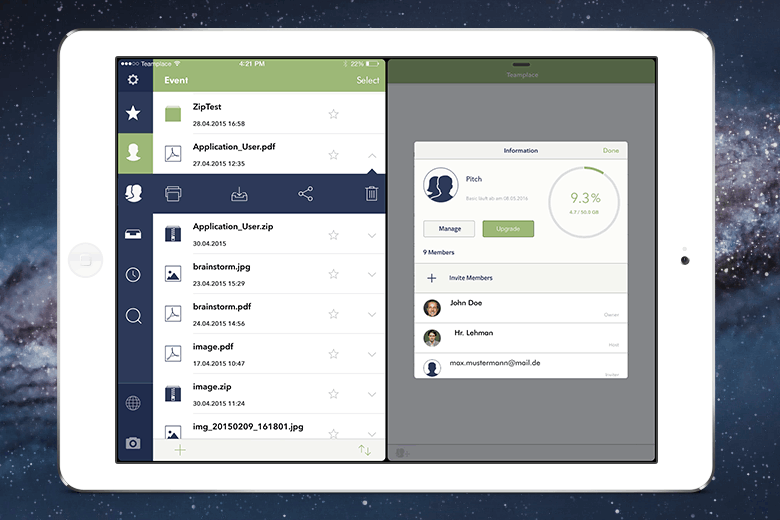 Teamplace
4:21 PM
22%
Event
Select
ZipTest
28.04.2015 16:58
Application_User.pdf
27.04.2015 12:35
Application_User.zip
30.04.2015
brainstorm.jpg
23.04.2015 15:29
brainstorm.pdf
24.04.2015 14:56
image.pdf
17.04.2015 10:47
image.zip
30.04.2015 11:24
img_20150209_161801.jpg
Teamplace
Information
Done
Pitch
Basic läuft ab am 08.05.2016
9.3%
4.7 / 50.0 GB
Manage
Upgrade
9 Members
Invite Members
John Doe
Owner
Hr. Lehman
Host
max.mustermann@mail.de
Invited